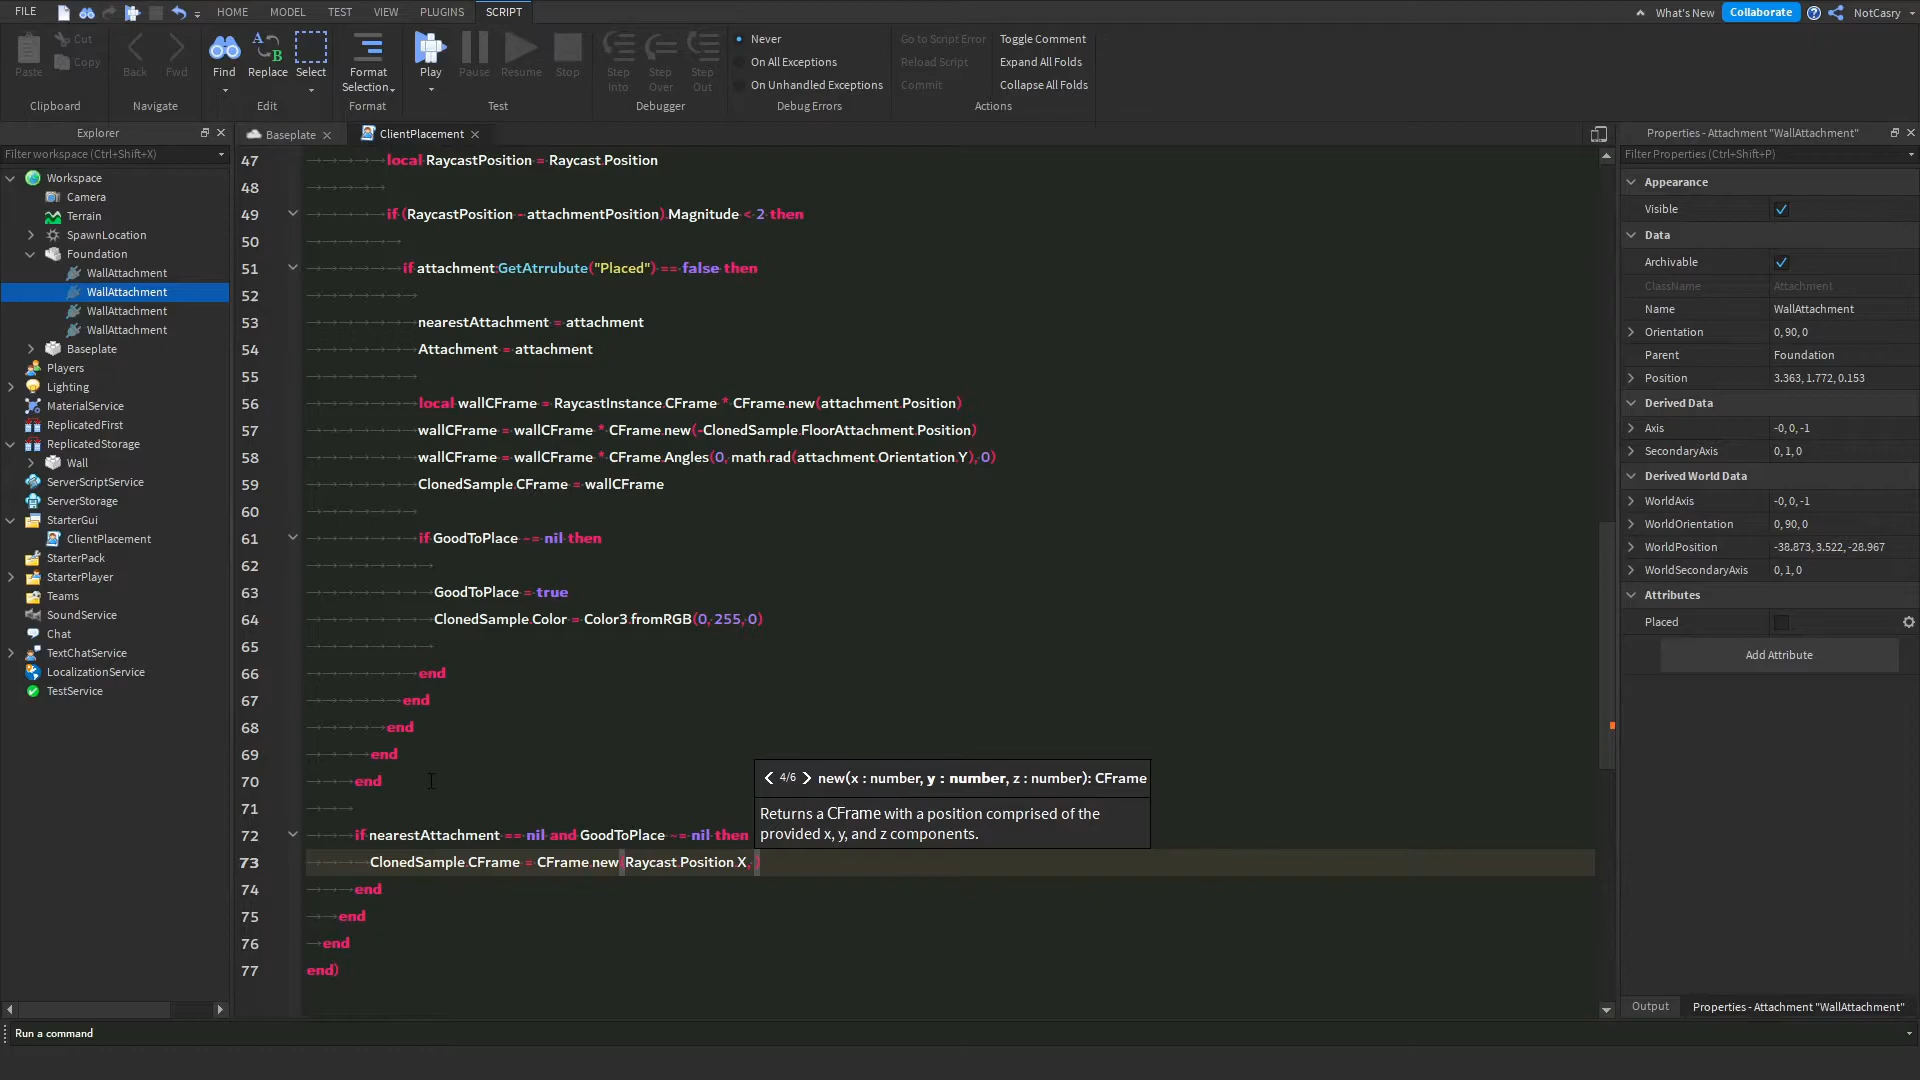 FILE HOME MODEL TEST VIEW PLUGINS SCRIPT What's New Collaborate NotCasry
Paste Cut Copy Back Fwd Find Replace Select Format Selection Play Pause Resume Stop Step Into Step Over Step Out
Never
On All Exceptions
On Unhandled Exceptions
Go to Script Error
Reload Script
Commit
Toggle Comment
Expand All Folds
Collapse All Folds
Clipboard Navigate Edit Format Test Debugger Debug Errors Actions
Explorer
Filter workspace (Ctrl+Shift+X)
Workspace
Camera
Terrain
SpawnLocation
Foundation
WallAttachment
WallAttachment
WallAttachment
WallAttachment
Baseplate
Players
Lighting
MaterialService
ReplicatedFirst
ReplicatedStorage
Wall
ServerScriptService
ServerStorage
StarterGui
ClientPlacement
StarterPack
StarterPlayer
Teams
SoundService
Chat
TextChatService
LocalizationService
TestService
Baseplate ClientPlacement
47 local RaycastPosition = Raycast.Position
48
49 if (RaycastPosition - attachmentPosition).Magnitude < 2 then
50
51 if attachment:GetAtrrubute("Placed") == false then
52
53 nearestAttachment = attachment
54 Attachment = attachment
55
56 local wallCFrame = RaycastInstance.CFrame * CFrame.new(attachment.Position)
57 wallCFrame = wallCFrame * CFrame.new(-ClonedSample.FloorAttachment.Position)
58 wallCFrame = wallCFrame * CFrame.Angles(0, math.rad(attachment.Orientation.Y), 0)
59 ClonedSample.CFrame = wallCFrame
60
61 if GoodToPlace ~= nil then
62
63 GoodToPlace = true
64 ClonedSample.Color = Color3.fromRGB(0, 255, 0)
65
66 end
67 end
68 end
69 end
70 end
71
72 if nearestAttachment == nil and GoodToPlace ~= nil then
73 ClonedSample.CFrame = CFrame.new(Raycast.Position.X, )
74 end
75 end
76 end
77 end)
4/6 new(x : number, y : number, z : number): CFrame
Returns a CFrame with a position comprised of the
provided x, y, and z components.
Properties - Attachment "WallAttachment"
Filter Properties (Ctrl+Shift+P)
Appearance
Visible
Data
Archivable
ClassName Attachment
Name WallAttachment
Orientation 0, 90, 0
Parent Foundation
Position 3.363, 1.772, 0.153
Derived Data
Axis -0, 0, -1
SecondaryAxis 0, 1, 0
Derived World Data
WorldAxis -0, 0, -1
WorldOrientation 0, 90, 0
WorldPosition -38.873, 3.522, -28.967
WorldSecondaryAxis 0, 1, 0
Attributes
Placed
Add Attribute
Output Properties - Attachment "WallAttachment"
Run a command